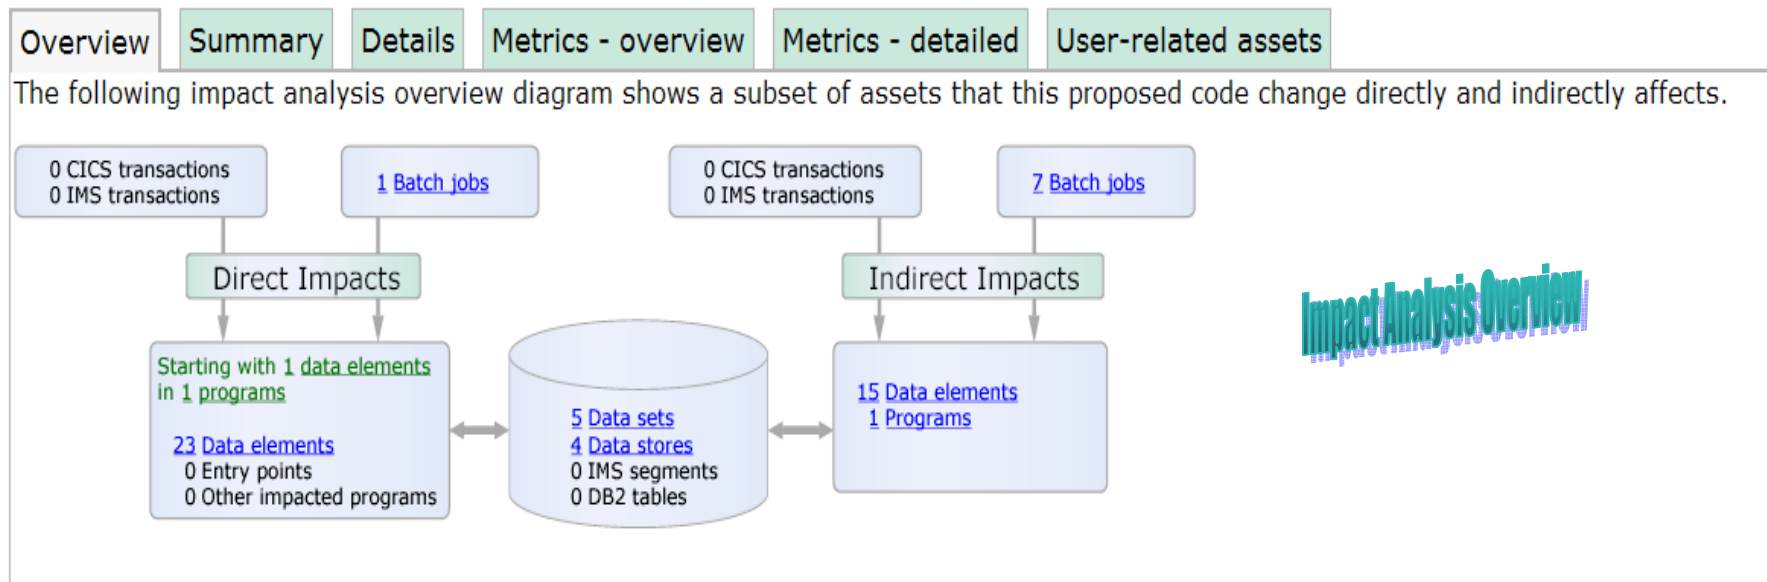 Overview
Summary
Details
Metrics - overview
Metrics - detailed
User-related assets
The following impact analysis overview diagram shows a subset of assets that this proposed code change directly and indirectly affects.
0 CICS transactions
0 IMS transactions
1 Batch jobs
0 CICS transactions
0 IMS transactions
7 Batch jobs
Direct Impacts
Indirect Impacts
Impact Analysis Overview
Starting with 1 data elements
in 1 programs
23 Data elements
0 Entry points
0 Other impacted programs
5 Data sets
4 Data stores
0 IMS segments
0 DB2 tables
15 Data elements
1 Programs